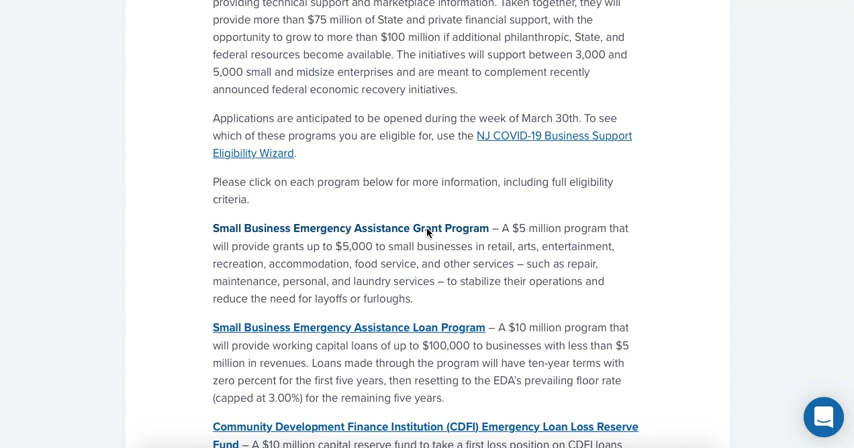 providing technical support and marketplace information. Taken together, they will
provide more than $75 million of State and private financial support, with the
opportunity to grow to more than $100 million if additional philanthropic, State, and
federal resources become available. The initiatives will support between 3,000 and
5,000 small and midsize enterprises and are meant to complement recently
announced federal economic recovery initiatives.
Applications are anticipated to be opened during the week of March 30th. To see
which of these programs you are eligible for, use the NJ COVID-19 Business Support
Eligibility Wizard.
Please click on each program below for more information, including full eligibility
criteria.
Small Business Emergency Assistance Grant Program – A $5 million program that
will provide grants up to $5,000 to small businesses in retail, arts, entertainment,
recreation, accommodation, food service, and other services – such as repair,
maintenance, personal, and laundry services – to stabilize their operations and
reduce the need for layoffs or furloughs.
Small Business Emergency Assistance Loan Program – A $10 million program that
will provide working capital loans of up to $100,000 to businesses with less than $5
million in revenues. Loans made through the program will have ten-year terms with
zero percent for the first five years, then resetting to the EDA’s prevailing floor rate
(capped at 3.00%) for the remaining five years.
Community Development Finance Institution (CDFI) Emergency Loan Loss Reserve
Fund – A $10 million capital reserve fund to take a first loss position on CDFI loans